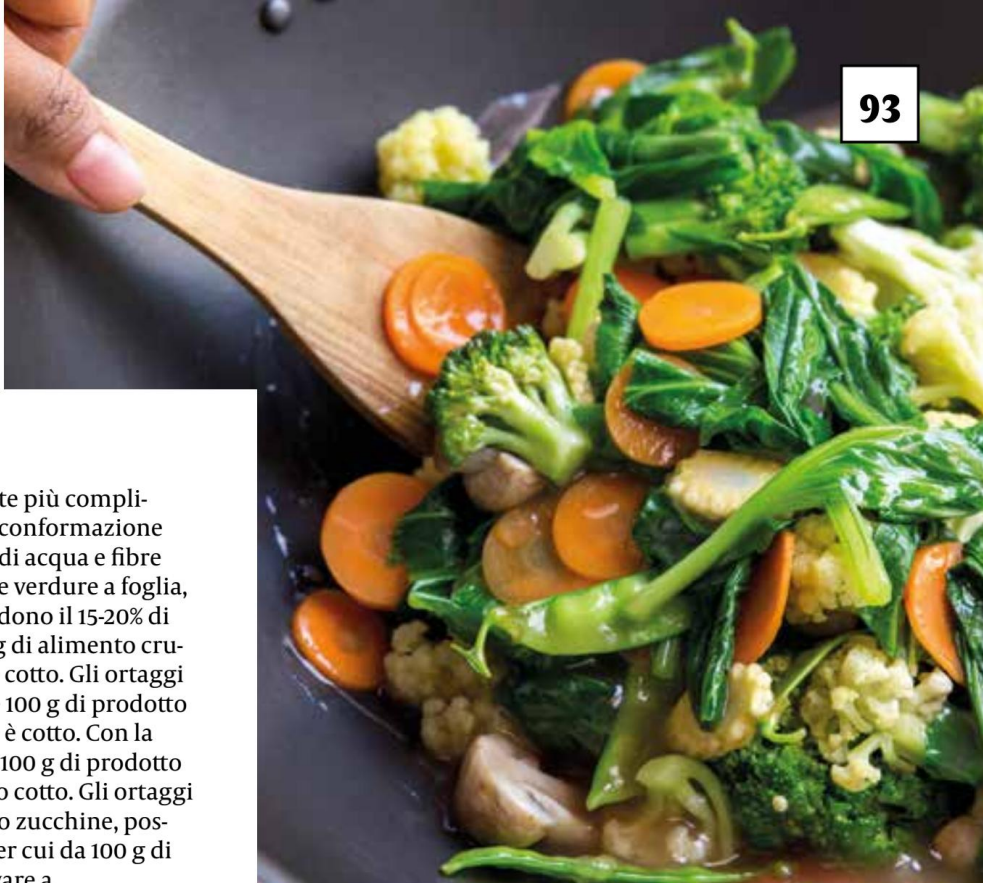 93
te più compli-
conformazione
di acqua e fibre
e verdure a foglia,
dono il 15-20% di
g di alimento cru-
cotto. Gli ortaggi
100 g di prodotto
è cotto. Con la
100 g di prodotto
o cotto. Gli ortaggi
o zucchine, pos-
er cui da 100 g di